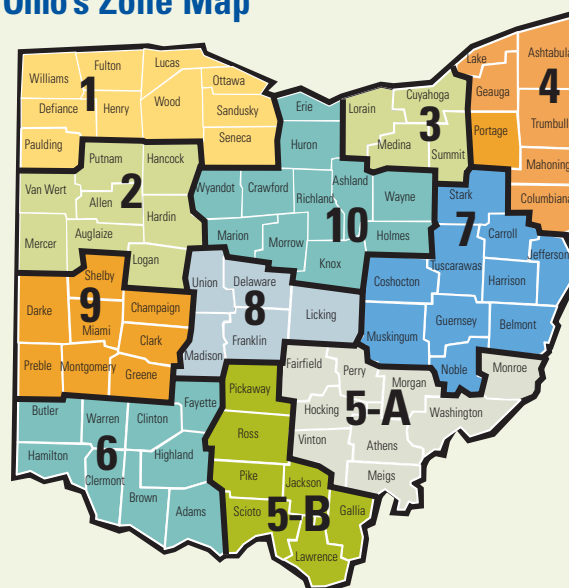 Ohio's Zone Map
Williams
Fulton
Lucas
Ottawa
Defiance
1
Henry
Wood
Sandusky
Paulding
Seneca
Lake
Ashtabula
Geauga
4
Cuyahoga
Lorain
3
Trumbull
Portage
Medina
Summit
Mahoning
Columbiana
Erie
Huron
Putnam
Hancock
Van Wert
2
Allen
Hardin
Mercer
Auglaize
Logan
Wyandot
Crawford
Richland
Ashland
Wayne
Marion
Morrow
10
Holmes
Knox
Stark
7
Carroll
Jefferson
Tuscarawas
Coshocton
Harrison
Guernsey
Belmont
Muskingum
Noble
Monroe
Shelby
9
Darke
Miami
Champaign
Clark
Preble
Montgomery
Greene
Union
Delaware
8
Licking
Franklin
Madison
Fairfield
Perry
Morgan
5-A
Hocking
Washington
Vinton
Athens
Meigs
Butler
Warren
Clinton
Fayette
Hamilton
6
Highland
Clermont
Brown
Adams
Pickaway
Ross
Pike
Jackson
Scioto
5-B
Gallia
Lawrence